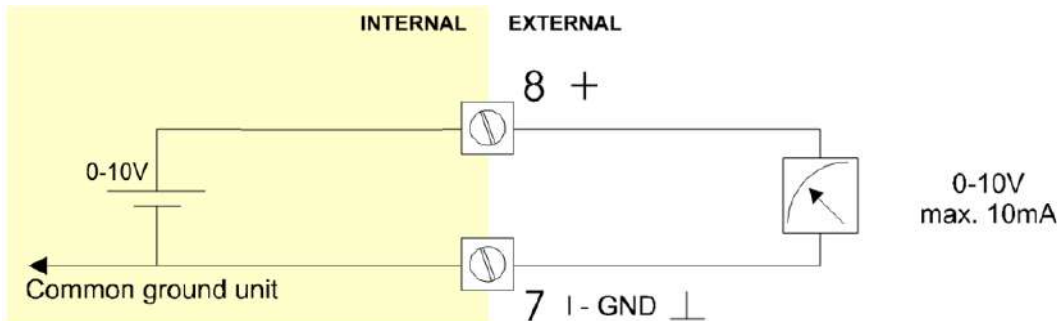 INTERNAL EXTERNAL
8 +
0-10V
0-10V
max. 10mA
Common ground unit
7 I - GND